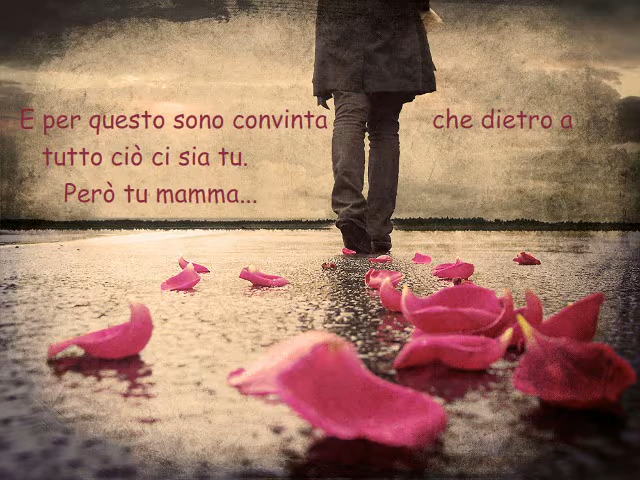 E per questo sono convinta che dietro a
tutto ciò ci sia tu.
Però tu mamma...